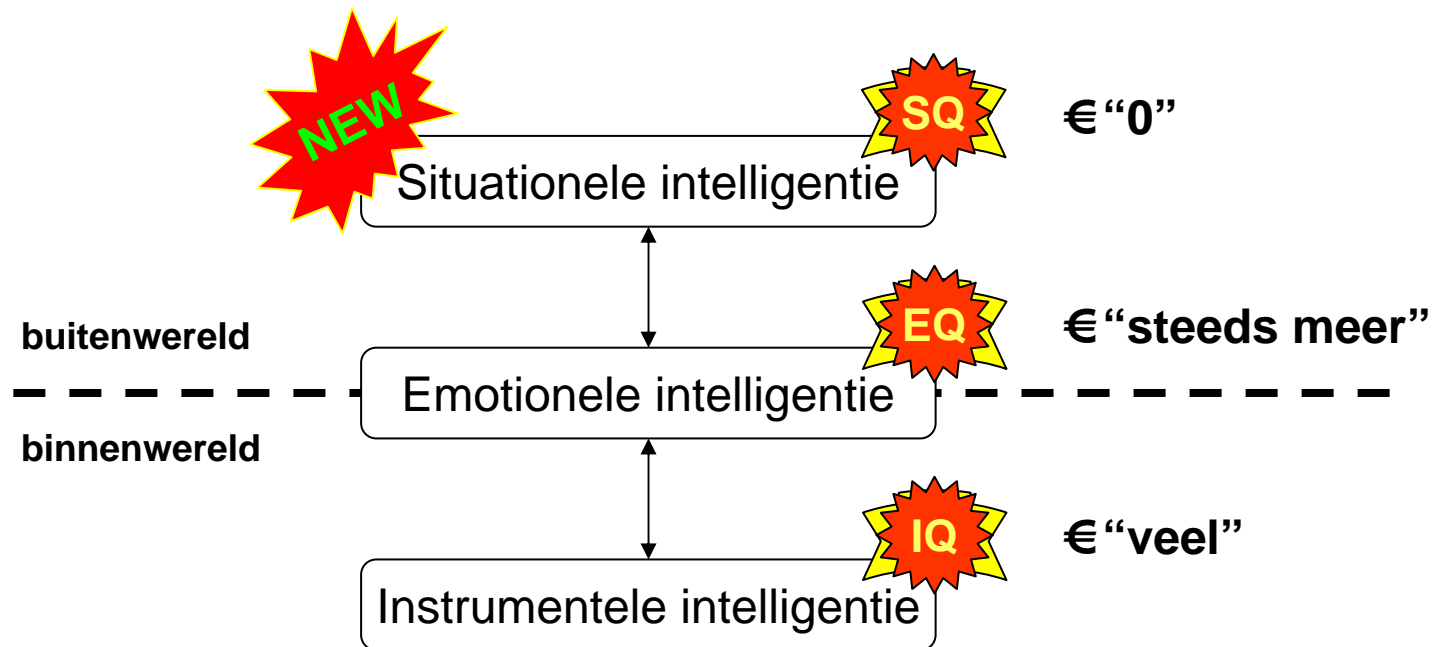 NEW
SQ
€ “0”
Situationele intelligentie
buitenwereld
EQ
€ “steeds meer”
Emotionele intelligentie
binnenwereld
IQ
€ “veel”
Instrumentele intelligentie